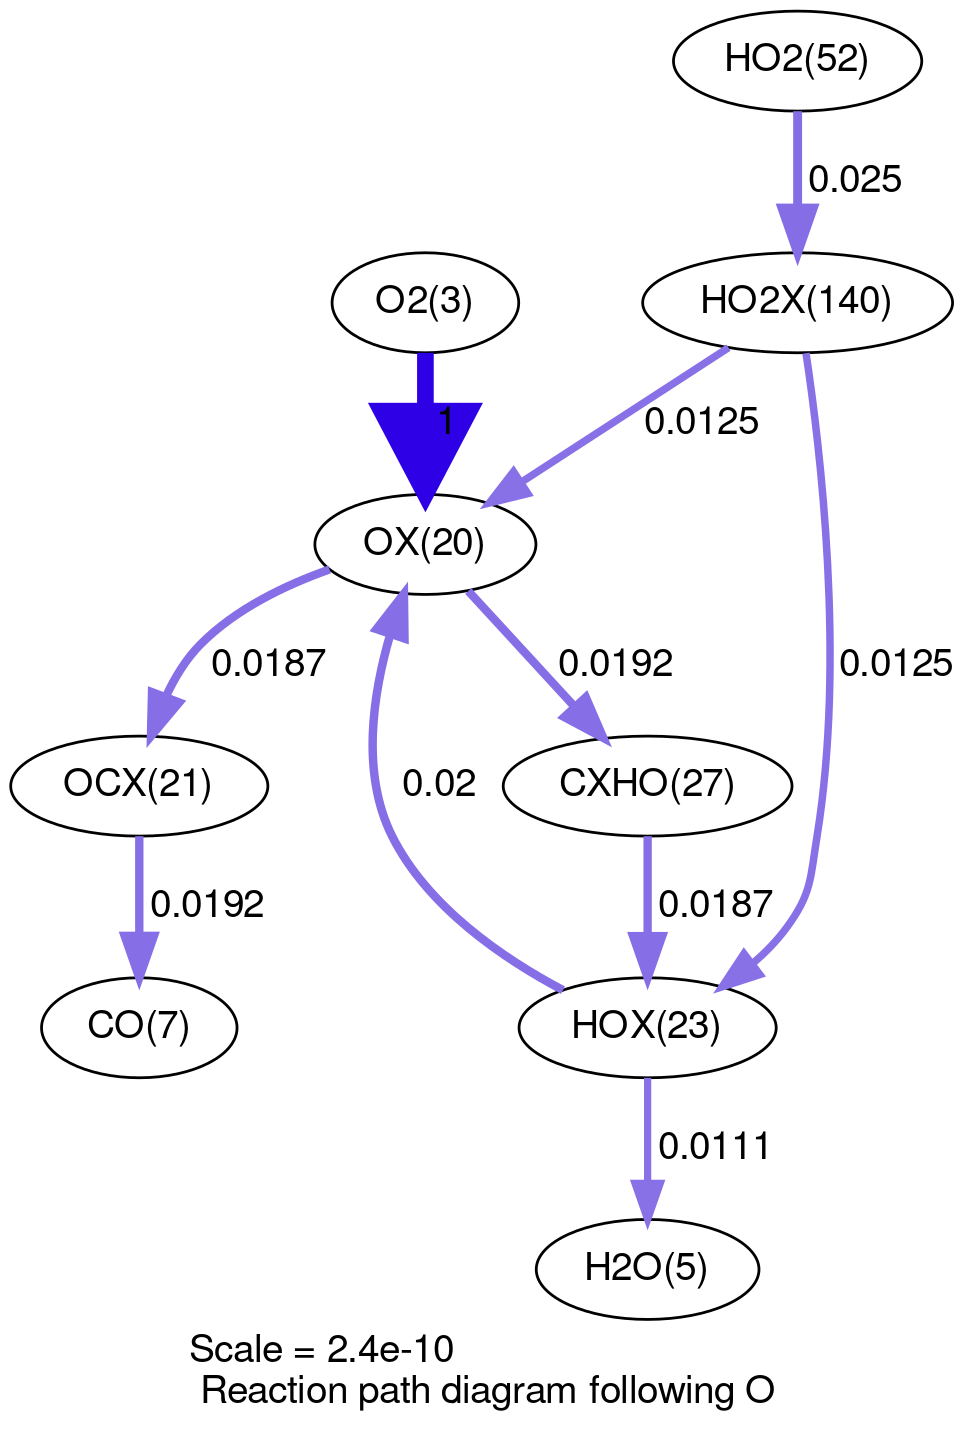 HO2(52)
0.025
O2(3)
HO2X(140)
1
0.0125
OX(20)
0.0187
0.0192
0.0125
OCX(21)
0.02
CXHO(27)
0.0192
0.0187
CO(7)
HOX(23)
0.0111
H2O(5)
Scale = 2.4e-10
Reaction path diagram following O